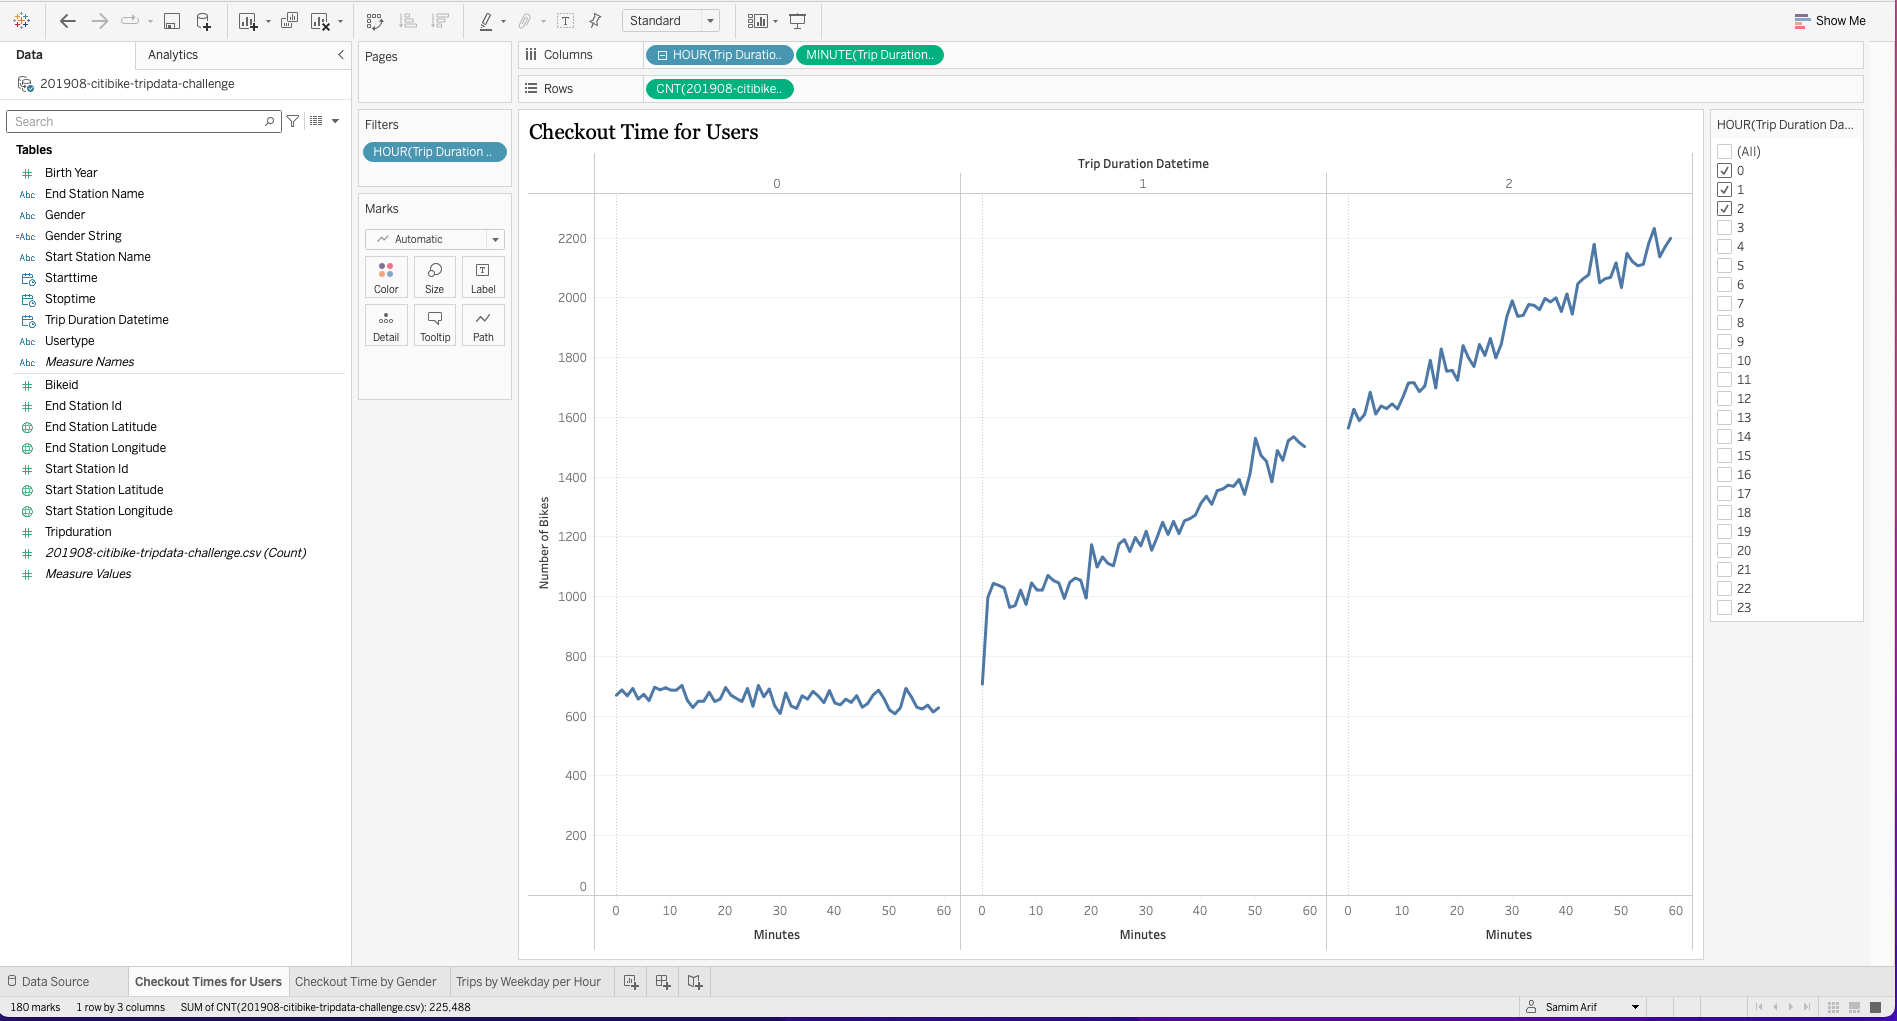 Standard
Show Me
Data
Analytics
201908-citibike-tripdata-challenge
Search
Tables
Birth Year
Abc End Station Name
Abc Gender
=Abc Gender String
Abc Start Station Name
Starttime
Stoptime
Trip Duration Datetime
Abc Usertype
Abc Measure Names
Bikeid
End Station Id
End Station Latitude
End Station Longitude
Start Station Id
Start Station Latitude
Start Station Longitude
Tripduration
201908-citibike-tripdata-challenge.csv (Count)
Measure Values
Pages
Filters
HOUR(Trip Duration ..
Marks
Automatic
Color Size Label
Detail Tooltip Path
Columns HOUR(Trip Duratio.. MINUTE(Trip Duration..
Rows CNT(201908-citibike..
Checkout Time for Users
Trip Duration Datetime
0 1 2
Number of Bikes
2200
2000
1800
1600
1400
1200
1000
800
600
400
200
0
0 10 20 30 40 50 60 0 10 20 30 40 50 60 0 10 20 30 40 50 60
Minutes Minutes Minutes
HOUR(Trip Duration Da...
(All)
0
1
2
3
4
5
6
7
8
9
10
11
12
13
14
15
16
17
18
19
20
21
22
23
Data Source Checkout Times for Users Checkout Time by Gender Trips by Weekday per Hour
180 marks 1 row by 3 columns SUM of CNT(201908-citibike-tripdata-challenge.csv): 225,488 Samim Arif